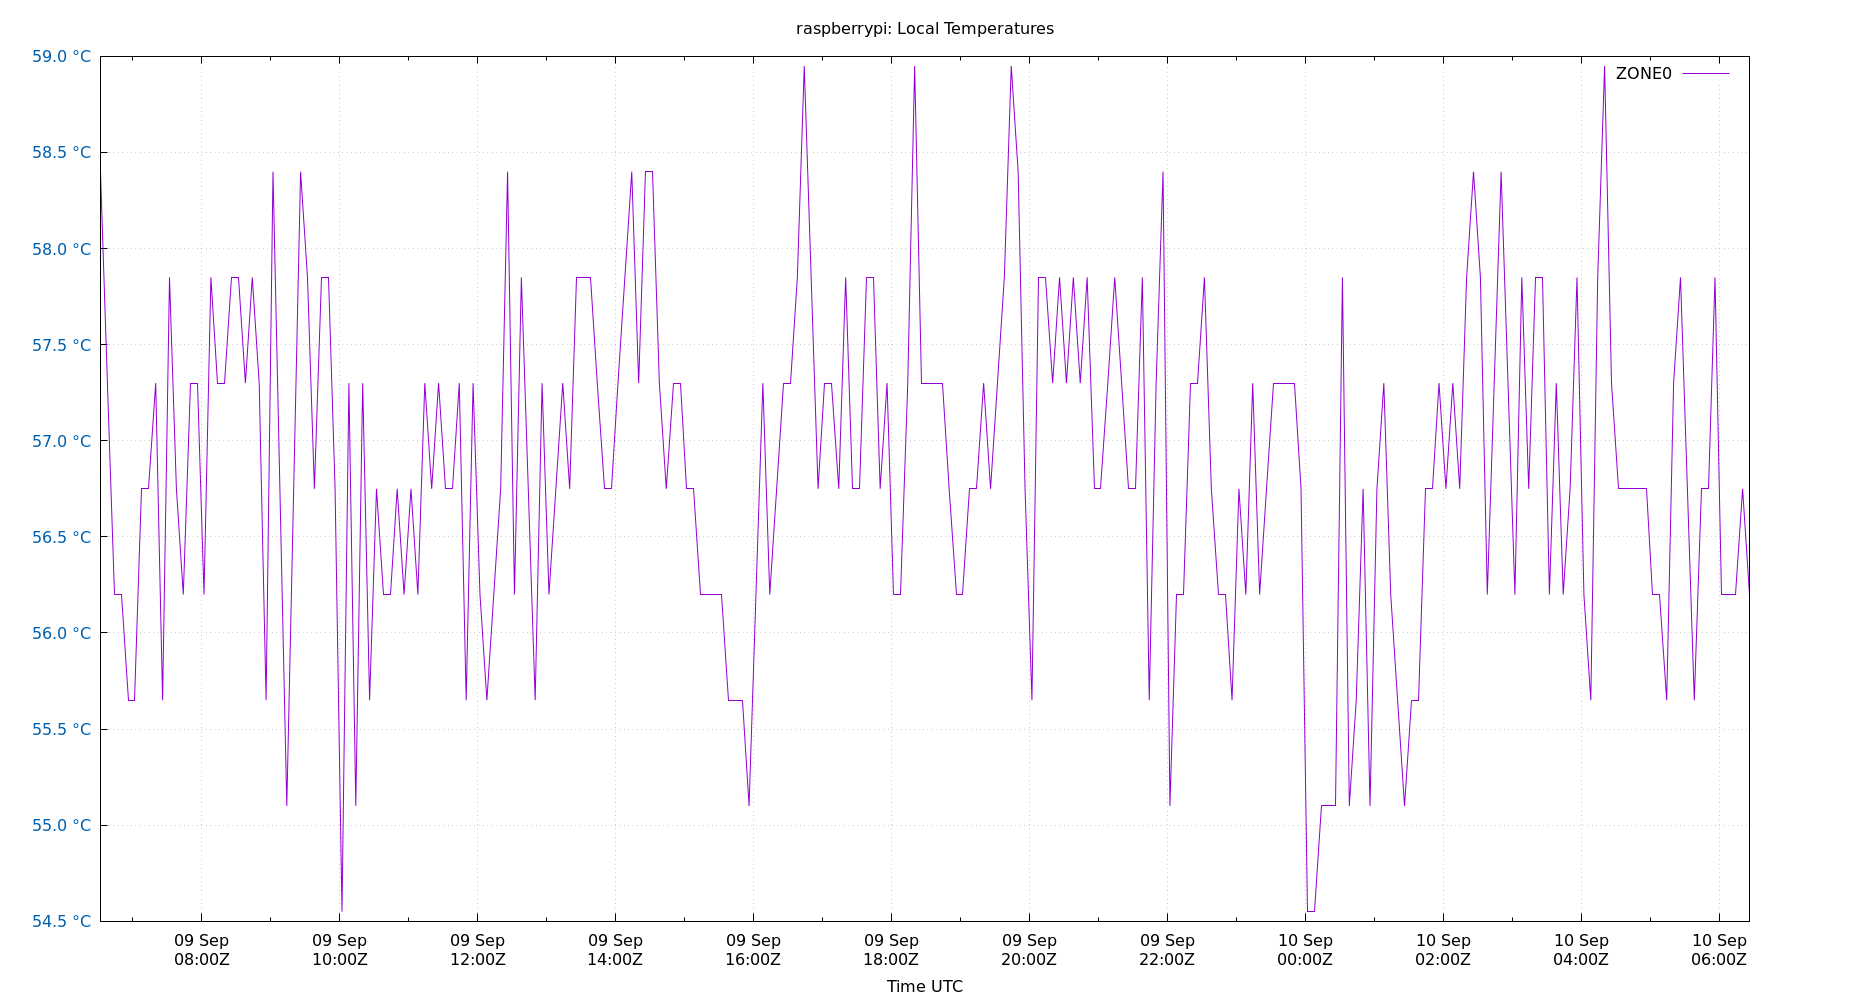 raspberrypi: Local Temperatures
59.0 °C
58.5 °C
58.0 °C
57.5 °C
57.0 °C
56.5 °C
56.0 °C
55.5 °C
55.0 °C
54.5 °C
ZONE0
09 Sep 09 Sep 09 Sep 09 Sep 09 Sep 09 Sep 09 Sep 09 Sep 10 Sep 10 Sep 10 Sep 10 Sep
08:00Z 10:00Z 12:00Z 14:00Z 16:00Z 18:00Z 20:00Z 22:00Z 00:00Z 02:00Z 04:00Z 06:00Z
Time UTC